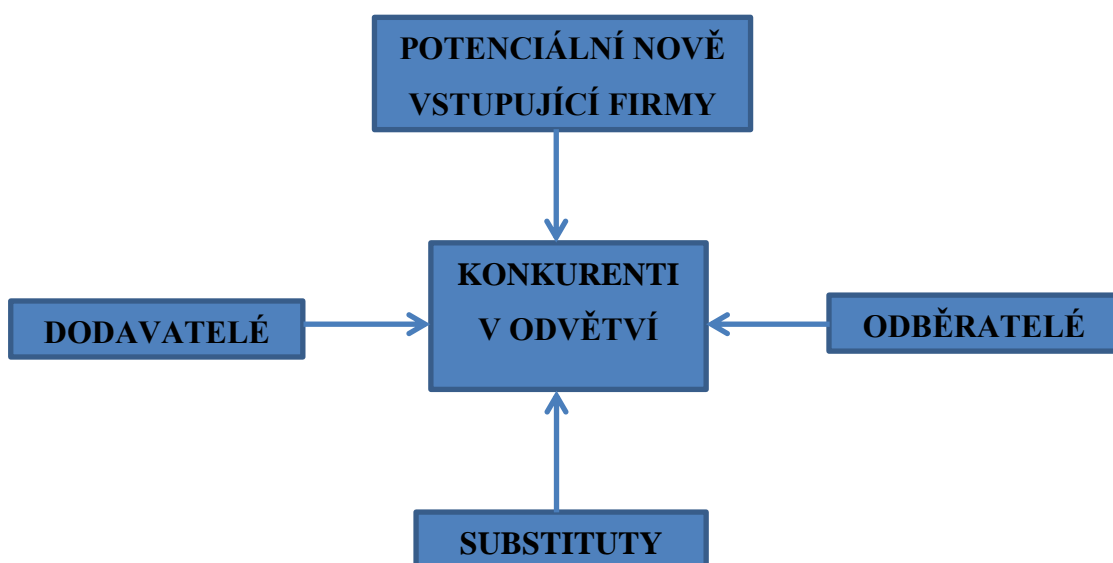 POTENCIÁLNÍ NOVĚ
VSTUPUJÍCÍ FIRMY
KONKURENTI
V ODVĚTVÍ
DODAVATELÉ
ODBĚRATELÉ
SUBSTITUTY